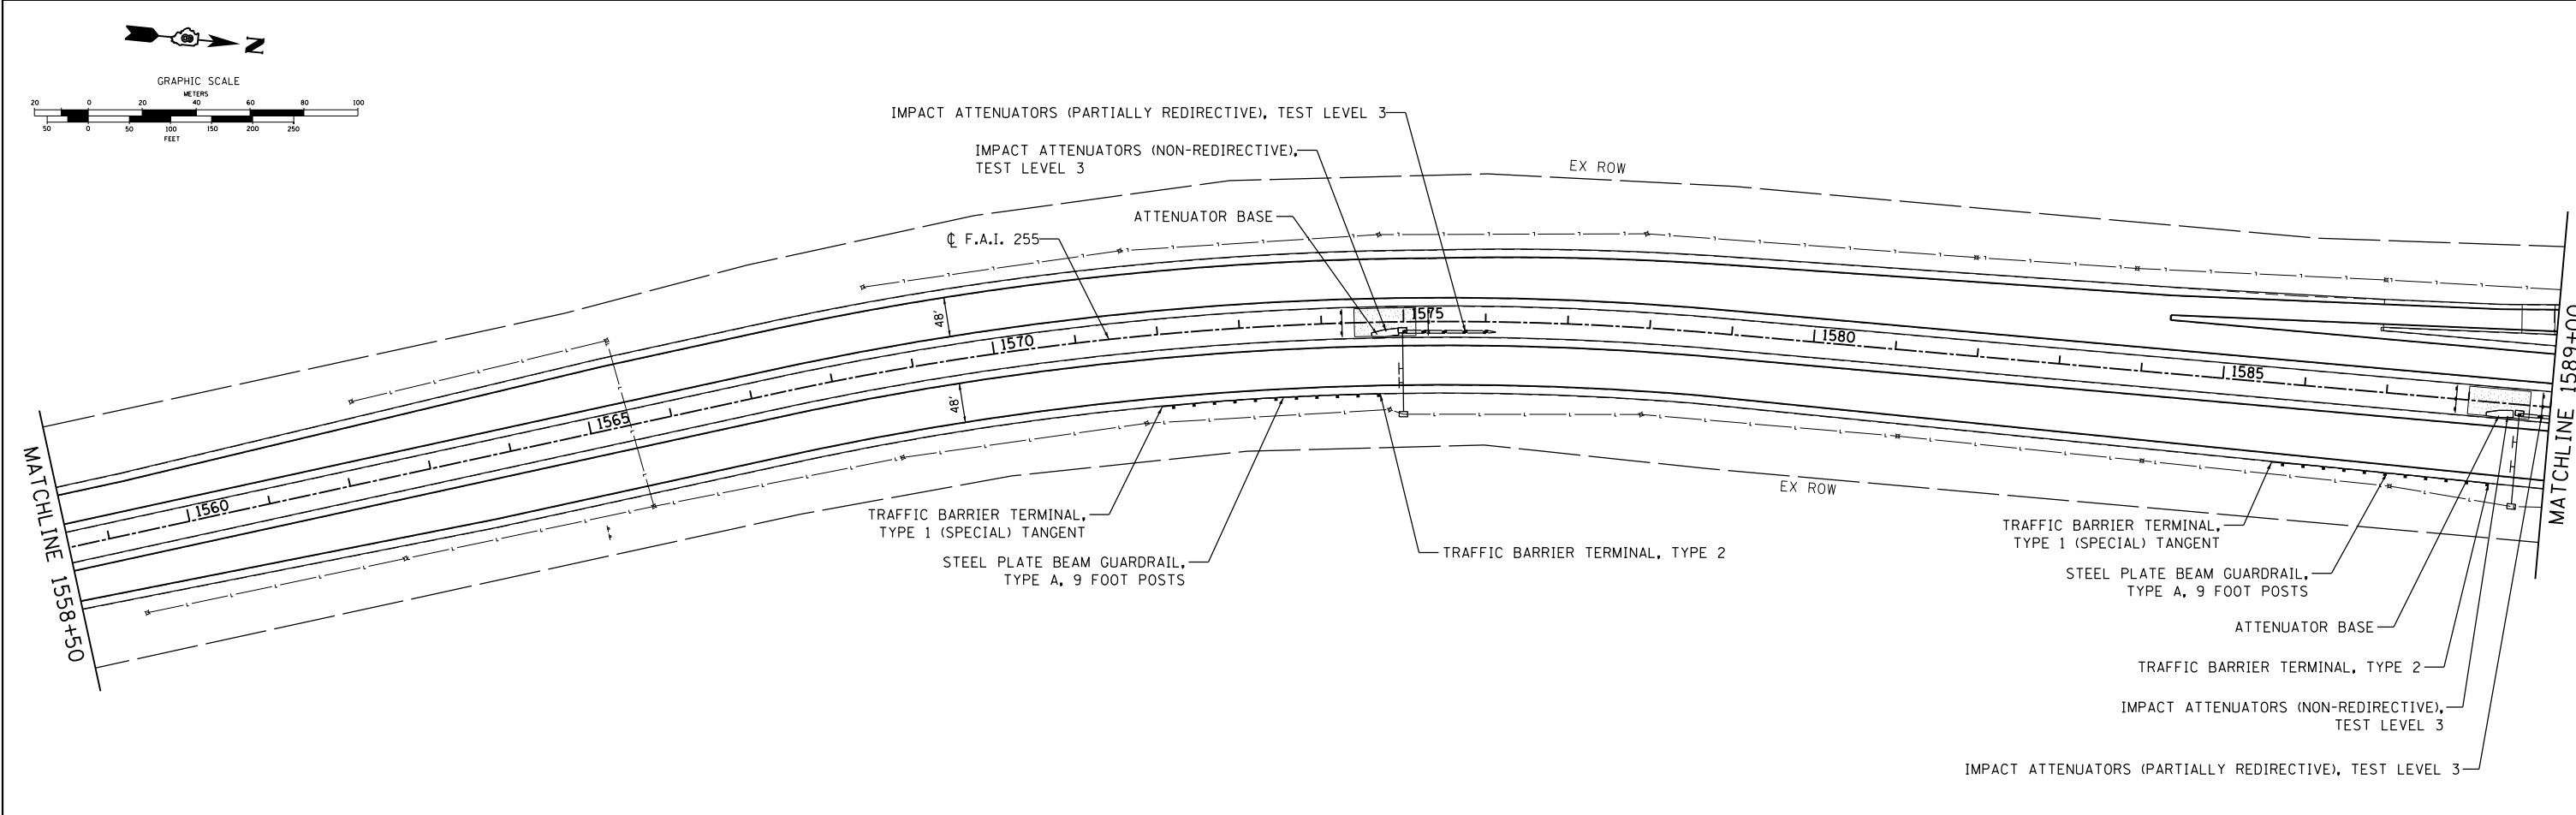 N
GRAPHIC SCALE
METERS
20 0 20 40 60 80 100
50 0 50 100 150 200 250
FEET
IMPACT ATTENUATORS (PARTIALLY REDIRECTIVE), TEST LEVEL 3
IMPACT ATTENUATORS (NON-REDIRECTIVE),
TEST LEVEL 3
ATTENUATOR BASE
℄ F.A.I. 255
EX ROW
48'
48'
1560
1565
1570
1575
1580
1585
MATCHLINE 1558+50
MATCHLINE 1589+00
EX ROW
TRAFFIC BARRIER TERMINAL,
TYPE 1 (SPECIAL) TANGENT
STEEL PLATE BEAM GUARDRAIL,
TYPE A, 9 FOOT POSTS
TRAFFIC BARRIER TERMINAL, TYPE 2
TRAFFIC BARRIER TERMINAL,
TYPE 1 (SPECIAL) TANGENT
STEEL PLATE BEAM GUARDRAIL,
TYPE A, 9 FOOT POSTS
ATTENUATOR BASE
TRAFFIC BARRIER TERMINAL, TYPE 2
IMPACT ATTENUATORS (NON-REDIRECTIVE),
TEST LEVEL 3
IMPACT ATTENUATORS (PARTIALLY REDIRECTIVE), TEST LEVEL 3